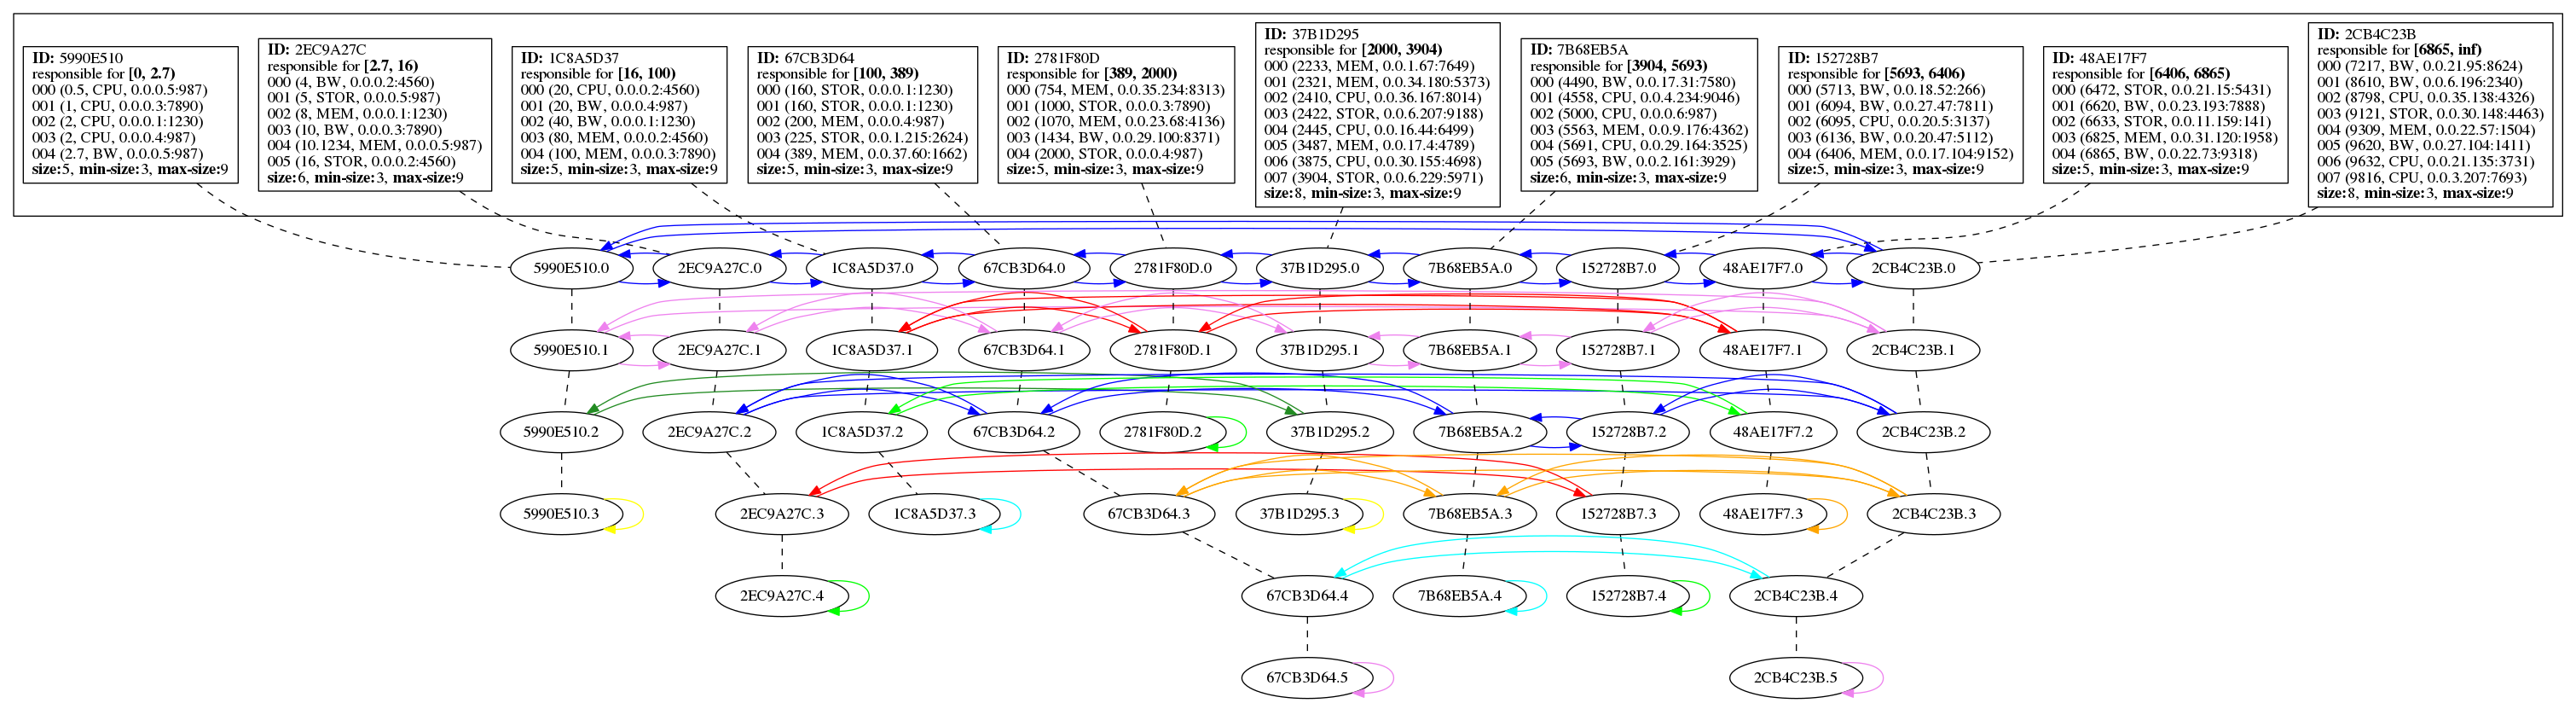 ID: 5990E510
responsible for [0, 2.7)
000 (0.5, CPU, 0.0.0.5:987)
001 (1, CPU, 0.0.0.3:7890)
002 (2, CPU, 0.0.0.1:1230)
003 (2, CPU, 0.0.0.4:987)
004 (2.7, BW, 0.0.0.5:987)
size:5, min-size:3, max-size:9
ID: 2EC9A27C
responsible for [2.7, 16)
000 (4, BW, 0.0.0.2:4560)
001 (5, STOR, 0.0.0.5:987)
002 (8, MEM, 0.0.0.1:1230)
003 (10, BW, 0.0.0.3:7890)
004 (10.1234, MEM, 0.0.0.5:987)
005 (16, STOR, 0.0.0.2:4560)
size:6, min-size:3, max-size:9
ID: 1C8A5D37
responsible for [16, 100)
000 (20, CPU, 0.0.0.2:4560)
001 (20, BW, 0.0.0.4:987)
002 (40, BW, 0.0.0.1:1230)
003 (80, MEM, 0.0.0.2:4560)
004 (100, MEM, 0.0.0.3:7890)
size:5, min-size:3, max-size:9
ID: 67CB3D64
responsible for [100, 389)
000 (160, STOR, 0.0.0.1:1230)
001 (160, STOR, 0.0.0.1:1230)
002 (200, MEM, 0.0.0.4:987)
003 (225, STOR, 0.0.1.215:2624)
004 (389, MEM, 0.0.37.60:1662)
size:5, min-size:3, max-size:9
ID: 2781F80D
responsible for [389, 2000)
000 (754, MEM, 0.0.35.234:8313)
001 (1000, STOR, 0.0.0.3:7890)
002 (1070, MEM, 0.0.23.68:4136)
003 (1434, BW, 0.0.29.100:8371)
004 (2000, STOR, 0.0.0.4:987)
size:5, min-size:3, max-size:9
ID: 37B1D295
responsible for [2000, 3904)
000 (2233, MEM, 0.0.1.67:7649)
001 (2321, MEM, 0.0.34.180:5373)
002 (2410, CPU, 0.0.36.167:8014)
003 (2422, STOR, 0.0.6.207:9188)
004 (2445, CPU, 0.0.16.44:6499)
005 (3487, MEM, 0.0.17.4:4789)
006 (3875, CPU, 0.0.30.155:4698)
007 (3904, STOR, 0.0.6.229:5971)
size:8, min-size:3, max-size:9
ID: 7B68EB5A
responsible for [3904, 5693)
000 (4490, BW, 0.0.17.31:7580)
001 (4558, CPU, 0.0.4.234:9046)
002 (5000, CPU, 0.0.0.6:987)
003 (5563, MEM, 0.0.9.176:4362)
004 (5691, CPU, 0.0.29.164:3525)
005 (5693, BW, 0.0.2.161:3929)
size:6, min-size:3, max-size:9
ID: 152728B7
responsible for [5693, 6406)
000 (5713, BW, 0.0.18.52:266)
001 (6094, BW, 0.0.27.47:7811)
002 (6095, CPU, 0.0.20.5:3137)
003 (6136, BW, 0.0.20.47:5112)
004 (6406, MEM, 0.0.17.104:9152)
size:5, min-size:3, max-size:9
ID: 48AE17F7
responsible for [6406, 6865)
000 (6472, STOR, 0.0.21.15:5431)
001 (6620, BW, 0.0.23.193:7888)
002 (6633, STOR, 0.0.11.159:141)
003 (6825, MEM, 0.0.31.120:1958)
004 (6865, BW, 0.0.22.73:9318)
size:5, min-size:3, max-size:9
ID: 2CB4C23B
responsible for [6865, inf)
000 (7217, BW, 0.0.21.95:8624)
001 (8610, BW, 0.0.6.196:2340)
002 (8798, CPU, 0.0.35.138:4326)
003 (9121, STOR, 0.0.30.148:4463)
004 (9309, MEM, 0.0.22.57:1504)
005 (9620, BW, 0.0.27.104:1411)
006 (9632, CPU, 0.0.21.135:3731)
007 (9816, CPU, 0.0.3.207:7693)
size:8, min-size:3, max-size:9
5990E510.0 2EC9A27C.0 1C8A5D37.0 67CB3D64.0 2781F80D.0 37B1D295.0 7B68EB5A.0 152728B7.0 48AE17F7.0 2CB4C23B.0
5990E510.1 2EC9A27C.1 1C8A5D37.1 67CB3D64.1 2781F80D.1 37B1D295.1 7B68EB5A.1 152728B7.1 48AE17F7.1 2CB4C23B.1
5990E510.2 2EC9A27C.2 1C8A5D37.2 67CB3D64.2 2781F80D.2 37B1D295.2 7B68EB5A.2 152728B7.2 48AE17F7.2 2CB4C23B.2
5990E510.3 2EC9A27C.3 1C8A5D37.3 67CB3D64.3 37B1D295.3 7B68EB5A.3 152728B7.3 48AE17F7.3 2CB4C23B.3
2EC9A27C.4 67CB3D64.4 7B68EB5A.4 152728B7.4 2CB4C23B.4
67CB3D64.5 2CB4C23B.5